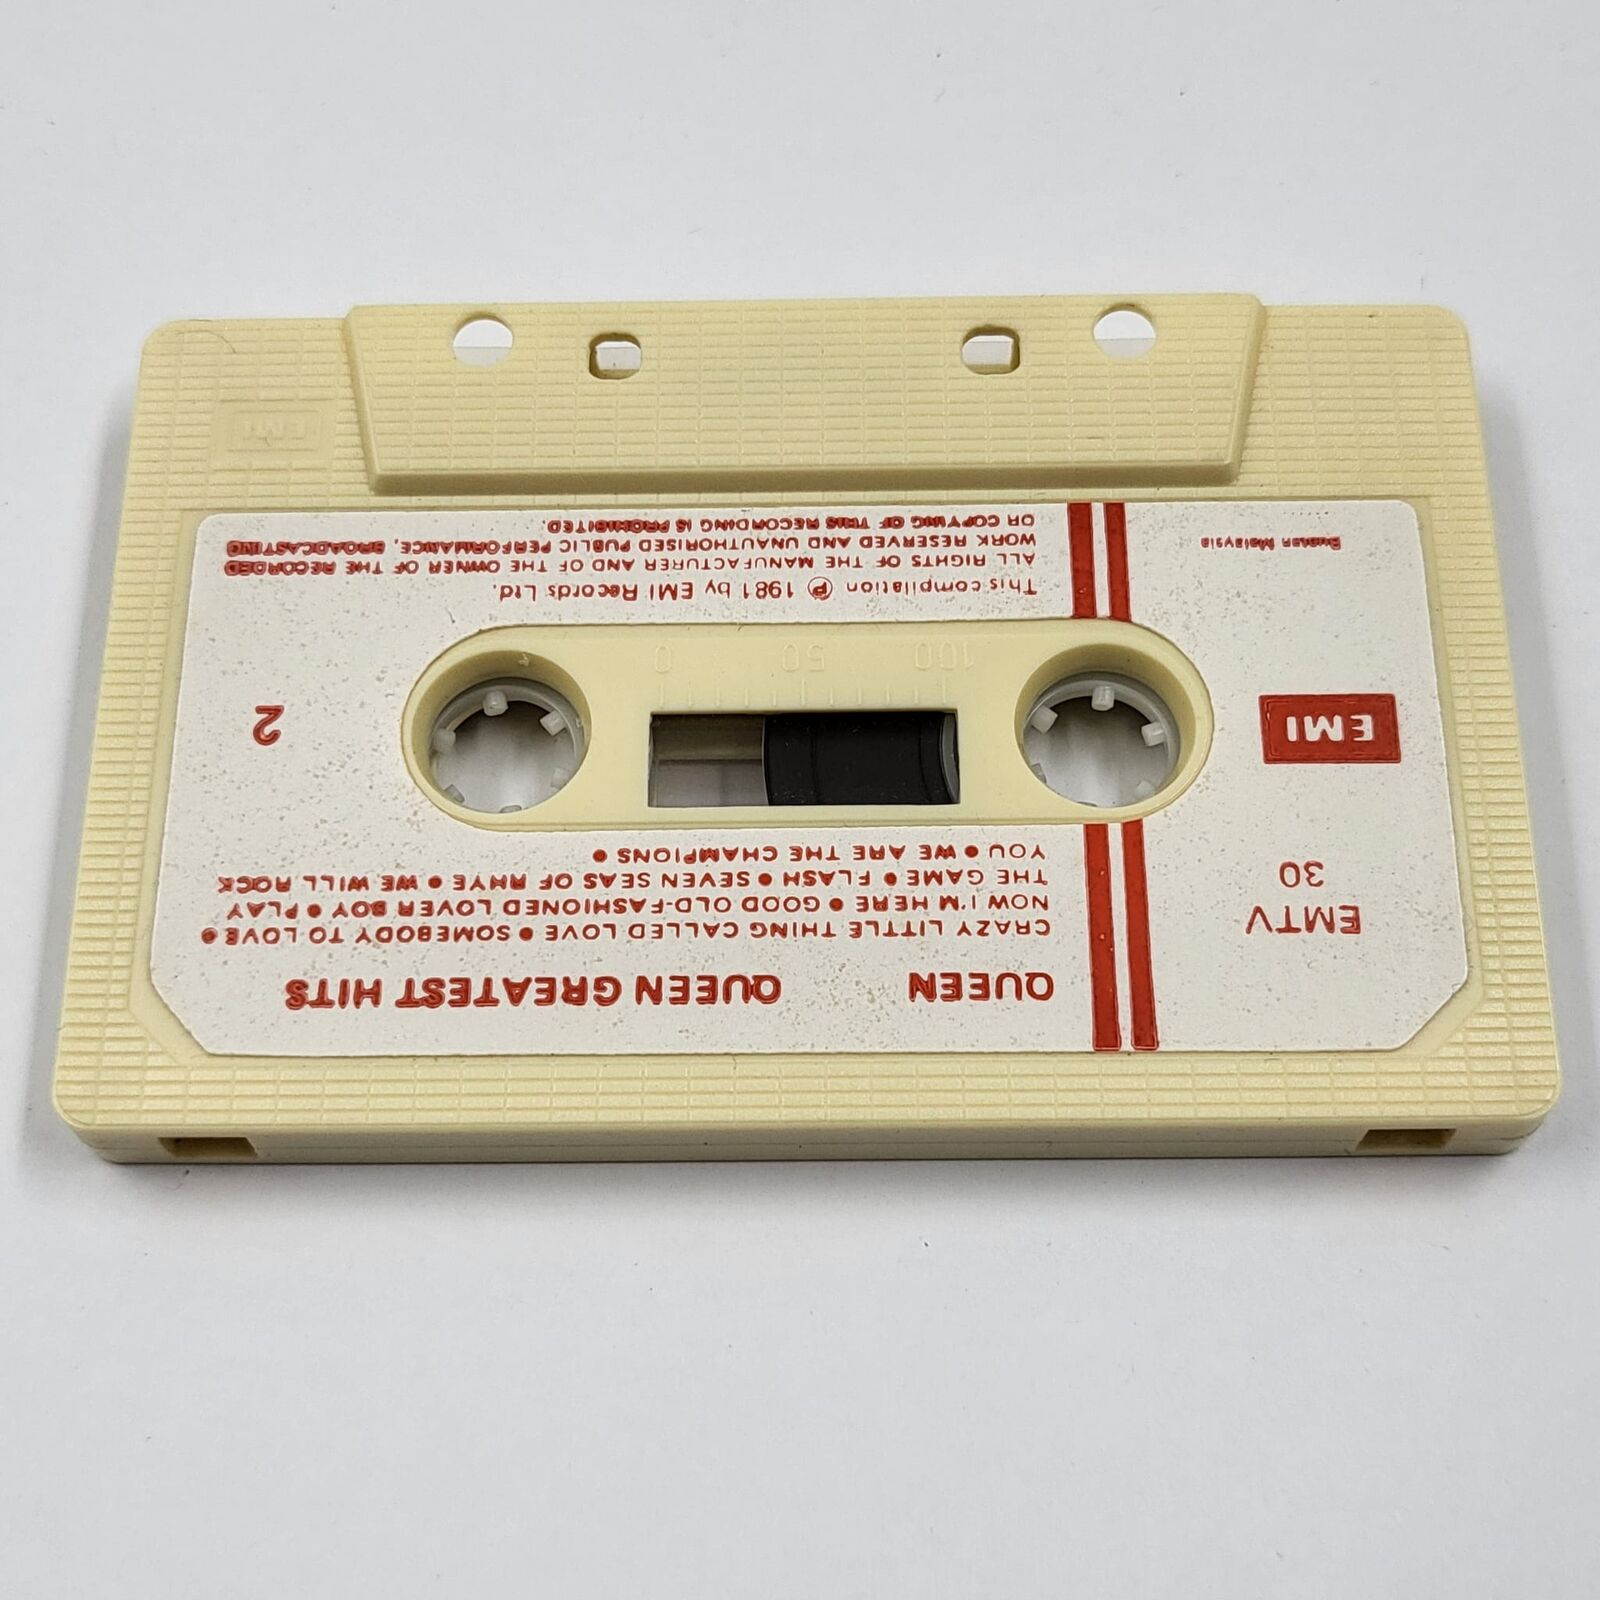 QUEEN QUEEN GREATEST HITS
CRAZY LITTLE THING CALLED LOVE ● SOMEBODY TO LOVE ●
NOW I'M HERE ● GOOD OLD-FASHIONED LOVER BOY ● PLAY
THE GAME ● FLASH ● SEVEN SEAS OF RHYE ● WE WILL ROCK
YOU ● WE ARE THE CHAMPIONS ●
EMTV
30
EMI
2
100 50 0
This compilation ℗ 1981 by EMI Records Ltd.
ALL RIGHTS OF THE MANUFACTURER AND OF THE OWNER OF THE RECORDED
WORK RESERVED AND UNAUTHORISED PUBLIC PERFORMANCE, BROADCASTING
OR COPYING OF THIS RECORDING IS PROHIBITED.
Malaysia
EMI